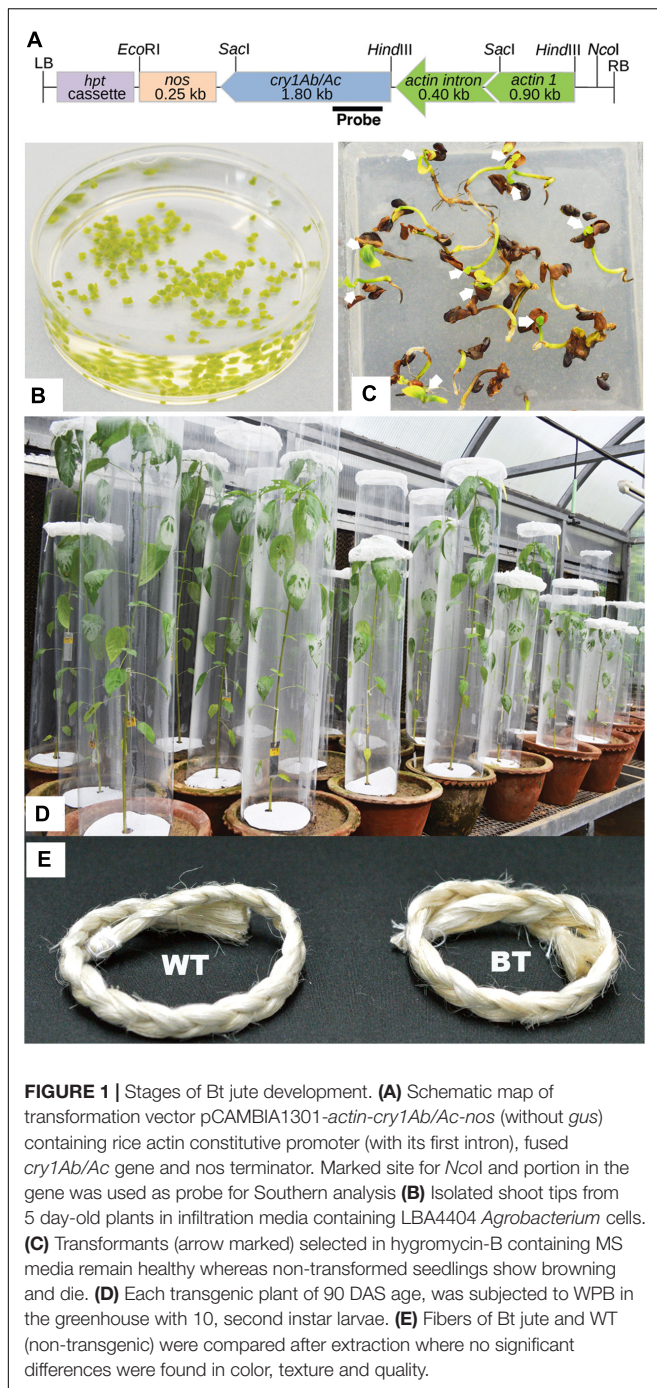 A
LB
EcoRI
SacI
HindIII
SacI
HindIII
NcoI
RB
hpt cassette
nos 0.25 kb
cry1Ab/Ac 1.80 kb
actin intron 0.40 kb
actin 1 0.90 kb
Probe
B
C
D
E
WT
BT
FIGURE 1 | Stages of Bt jute development. (A) Schematic map of
transformation vector pCAMBIA1301-actin-cry1Ab/Ac-nos (without gus)
containing rice actin constitutive promoter (with its first intron), fused
cry1Ab/Ac gene and nos terminator. Marked site for NcoI and portion in the
gene was used as probe for Southern analysis (B) Isolated shoot tips from
5 day-old plants in infiltration media containing LBA4404 Agrobacterium cells.
(C) Transformants (arrow marked) selected in hygromycin-B containing MS
media remain healthy whereas non-transformed seedlings show browning
and die. (D) Each transgenic plant of 90 DAS age, was subjected to WPB in
the greenhouse with 10, second instar larvae. (E) Fibers of Bt jute and WT
(non-transgenic) were compared after extraction where no significant
differences were found in color, texture and quality.